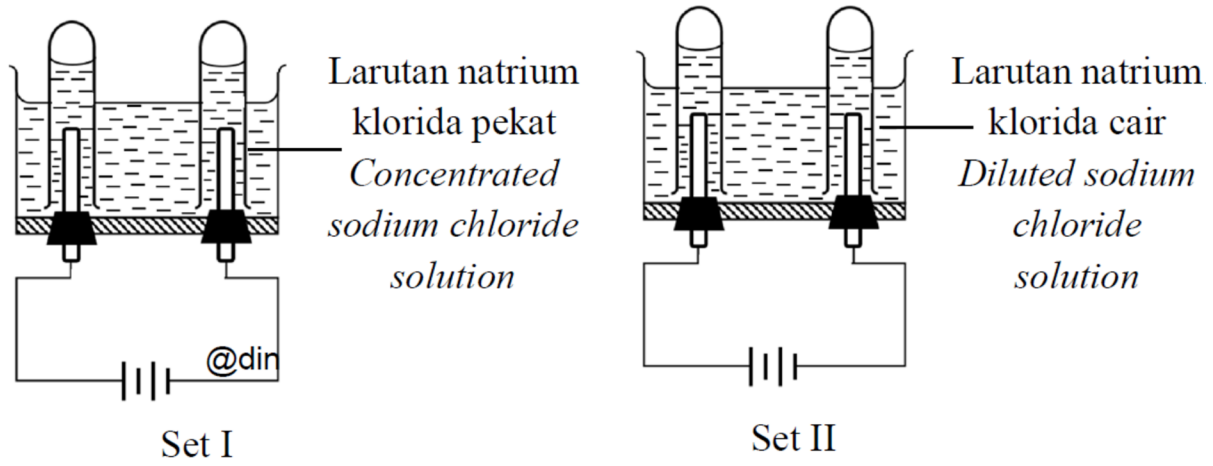 Larutan natrium
klorida pekat
Concentrated
sodium chloride
solution
@din
Set I
Larutan natrium
klorida cair
Diluted sodium
chloride
solution
Set II